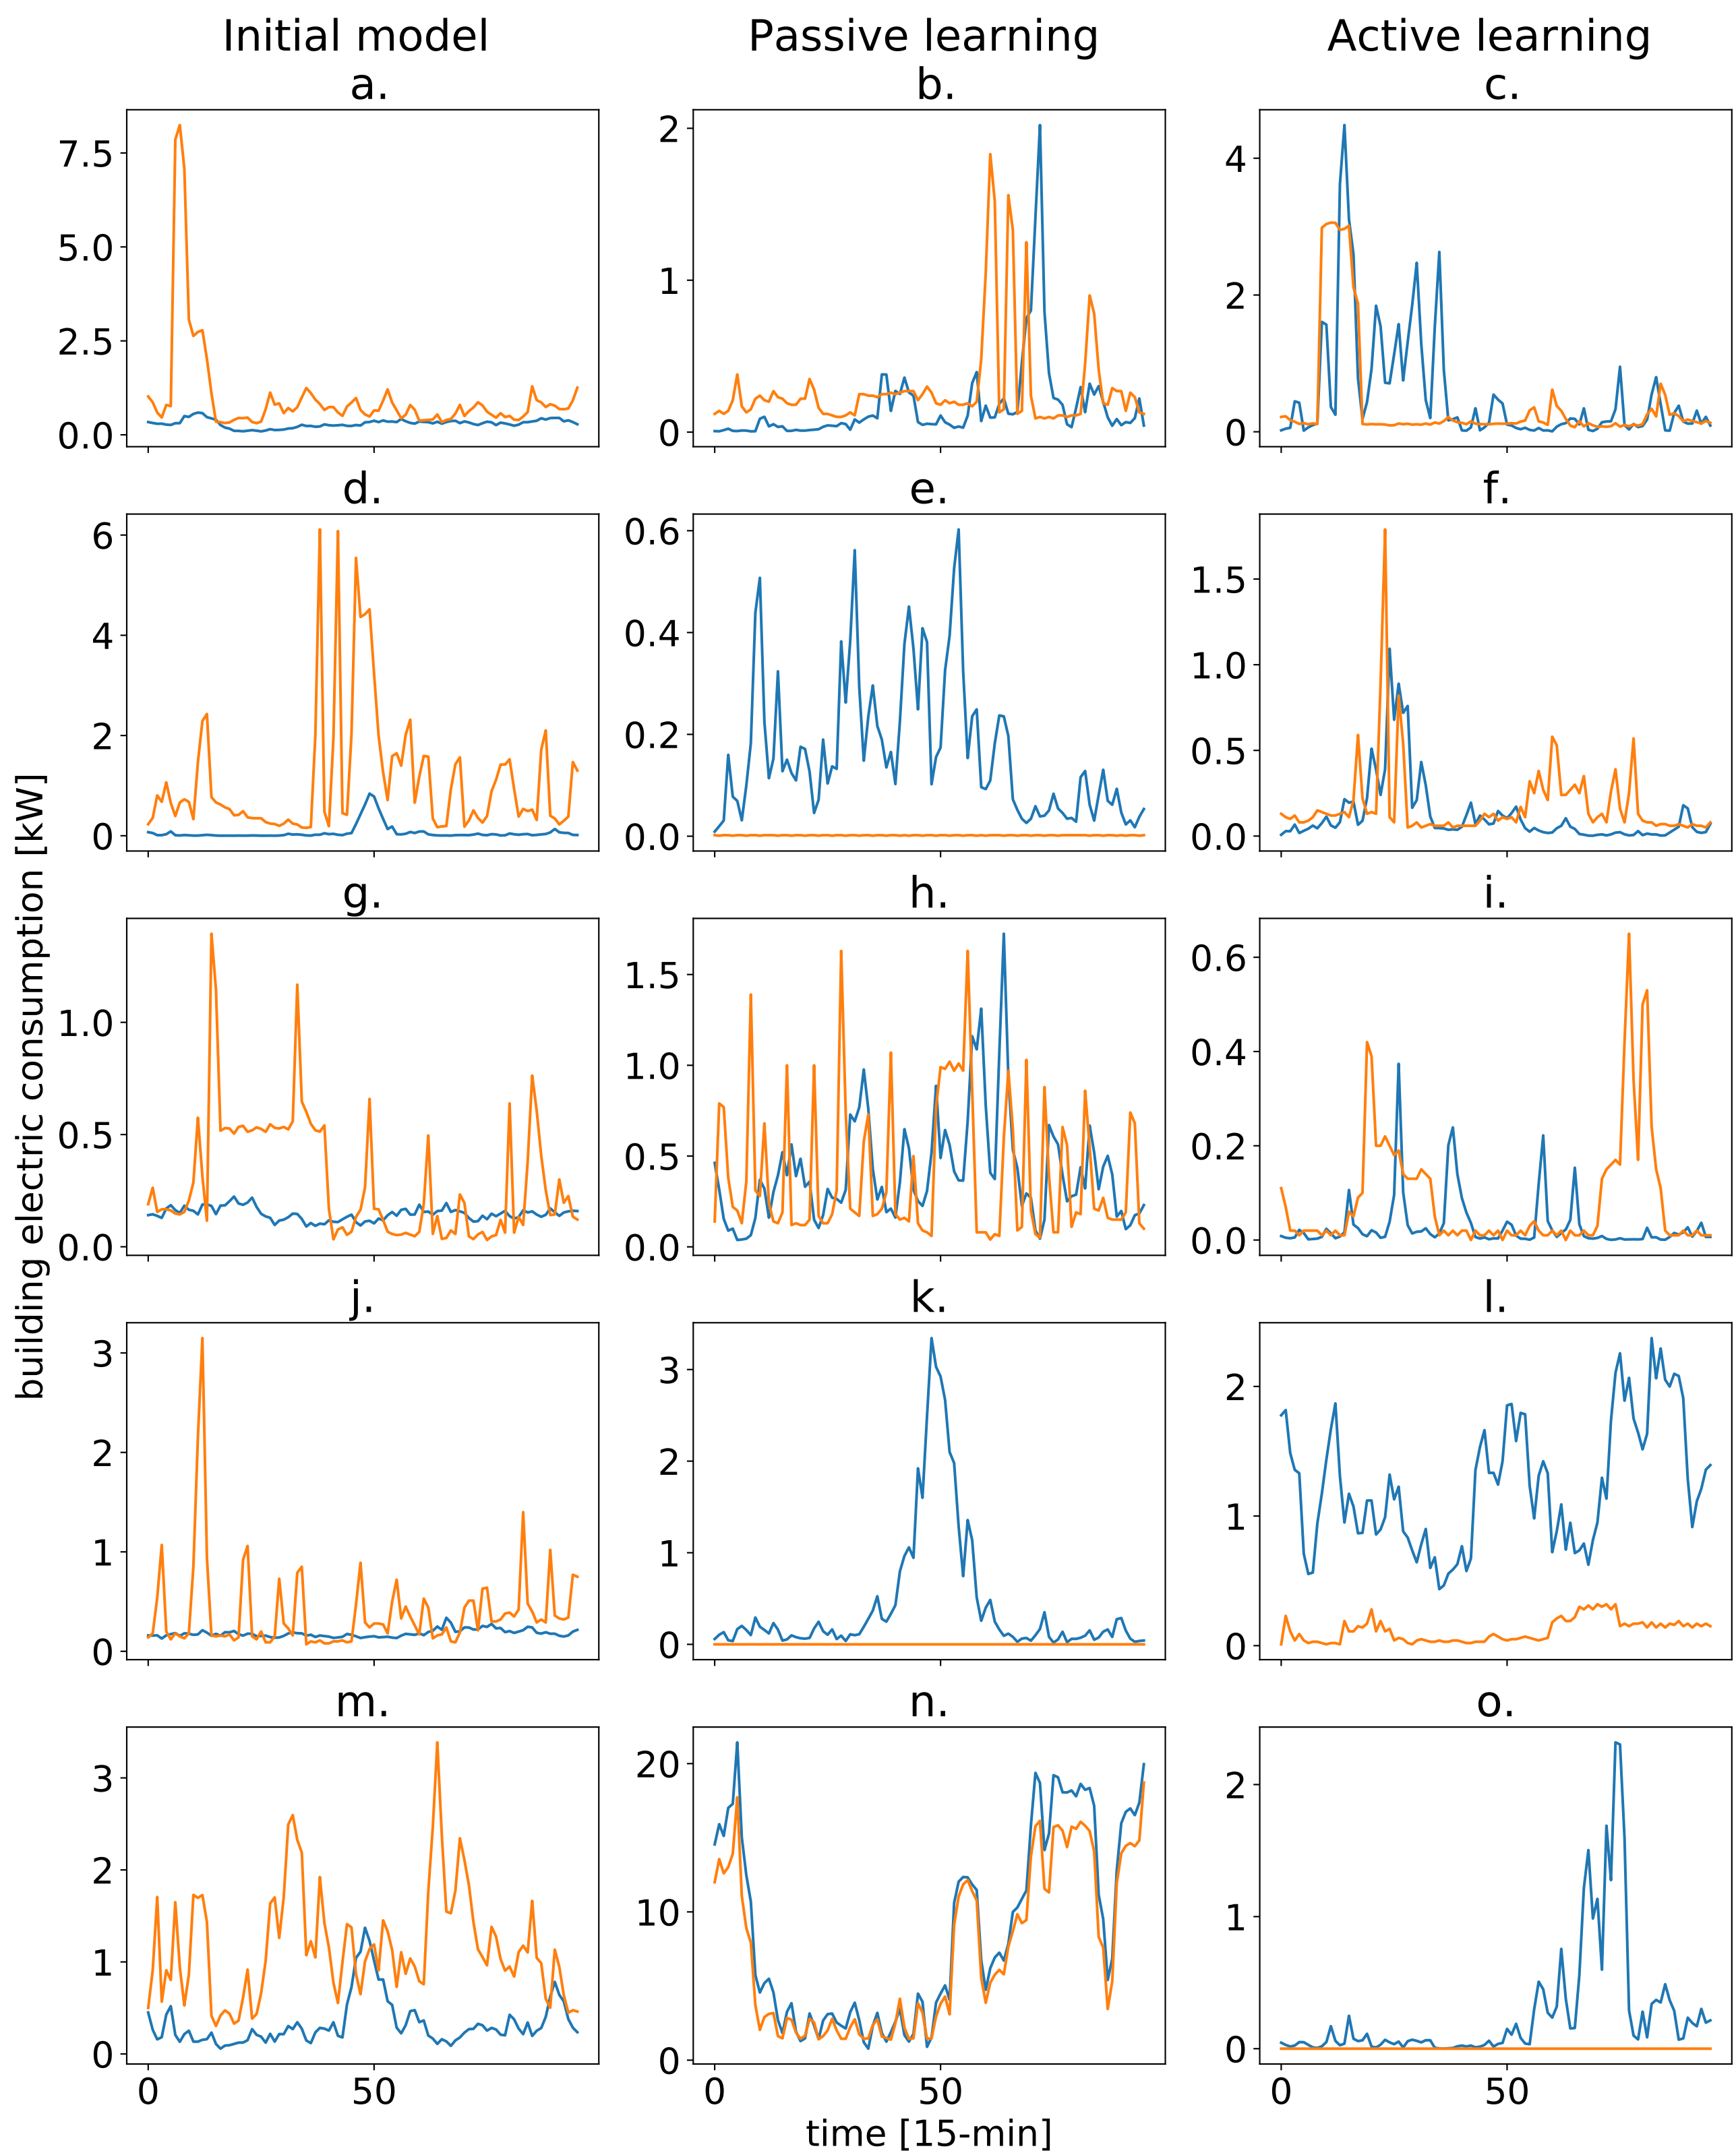 Initial model Passive learning Active learning
a. b. c.
7.5 2 4
5.0
2.5 1 2
0.0 0 0
d. e. f.
6 0.6 1.5
4 0.4 1.0
2 0.2 0.5
0 0.0 0.0
building electric consumption [kW]
g. h. i.
1.5 0.6
1.0 1.0 0.4
0.5 0.5 0.2
0.0 0.0 0.0
j. k. l.
3 3 2
2 2
1 1 1
0 0 0
m. n. o.
3 20 2
2
1 10 1
0 0 0
0 50 0 50 0 50
time [15-min]